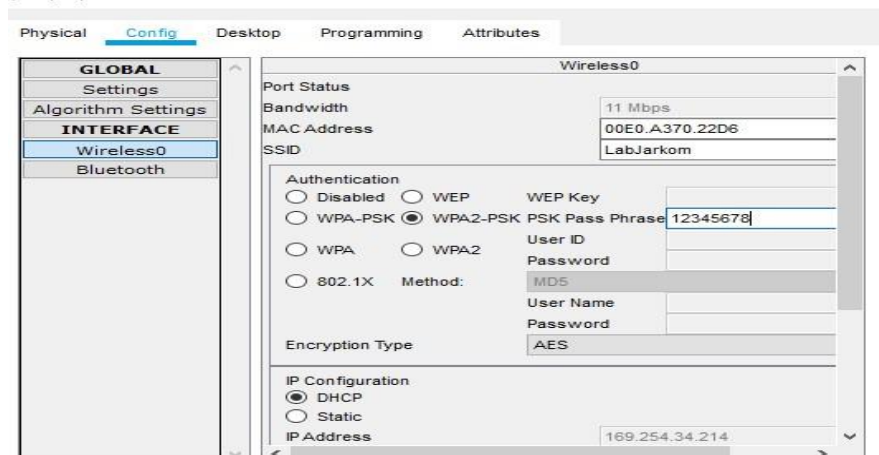 Physical Config Desktop Programming Attributes
GLOBAL
Settings
Algorithm Settings
INTERFACE
Wireless0
Bluetooth
Wireless0
Port Status
Bandwidth 11 Mbps
MAC Address 00E0.A370.22D6
SSID LabJarkom
Authentication
Disabled WEP WEP Key
WPA-PSK WPA2-PSK PSK Pass Phrase 12345678
User ID
WPA WPA2
Password
802.1X Method: MD5
User Name
Password
Encryption Type AES
IP Configuration
DHCP
Static
IP Address 169.254.34.214